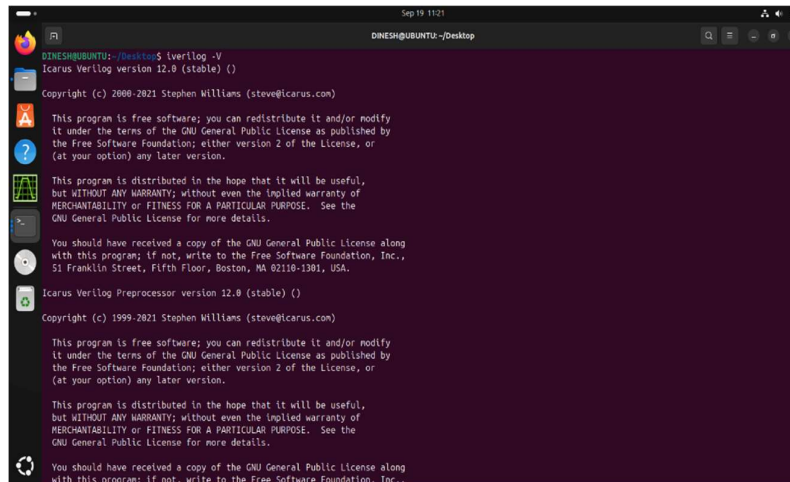 Sep 19 11:21
DINESH@UBUNTU: ~/Desktop
DINESH@UBUNTU:~/Desktop$ iverilog -V
Icarus Verilog version 12.0 (stable) ()
Copyright (c) 2000-2021 Stephen Williams (steve@icarus.com)
This program is free software; you can redistribute it and/or modify
it under the terms of the GNU General Public License as published by
the Free Software Foundation; either version 2 of the License, or
(at your option) any later version.
This program is distributed in the hope that it will be useful,
but WITHOUT ANY WARRANTY; without even the implied warranty of
MERCHANTABILITY or FITNESS FOR A PARTICULAR PURPOSE.  See the
GNU General Public License for more details.
You should have received a copy of the GNU General Public License along
with this program; if not, write to the Free Software Foundation, Inc.,
51 Franklin Street, Fifth Floor, Boston, MA 02110-1301, USA.
Icarus Verilog Preprocessor version 12.0 (stable) ()
Copyright (c) 1999-2021 Stephen Williams (steve@icarus.com)
This program is free software; you can redistribute it and/or modify
it under the terms of the GNU General Public License as published by
the Free Software Foundation; either version 2 of the License, or
(at your option) any later version.
This program is distributed in the hope that it will be useful,
but WITHOUT ANY WARRANTY; without even the implied warranty of
MERCHANTABILITY or FITNESS FOR A PARTICULAR PURPOSE.  See the
GNU General Public License for more details.
You should have received a copy of the GNU General Public License along
with this program; if not, write to the Free Software Foundation, Inc.,